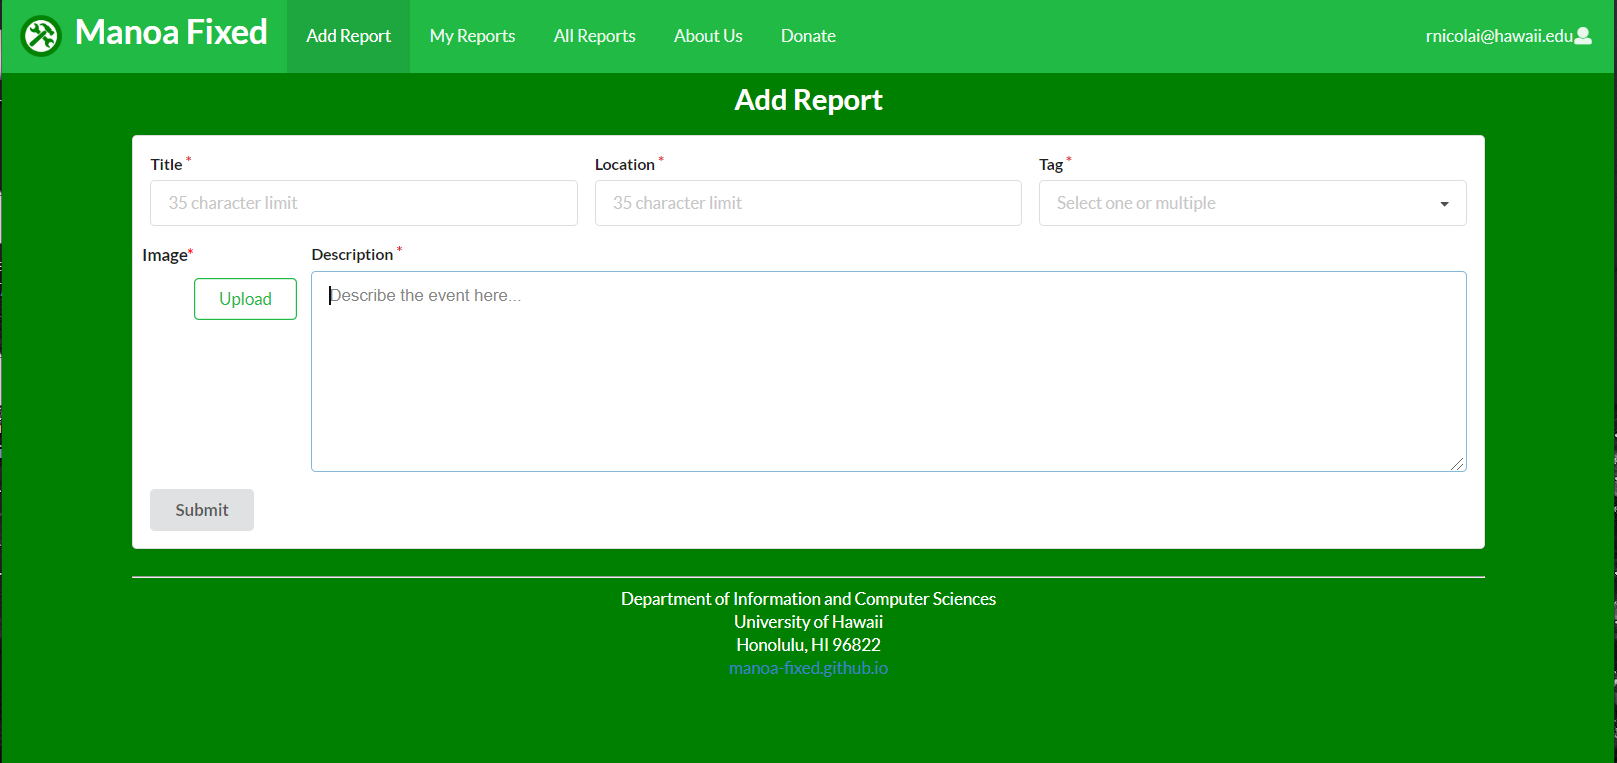 Manoa Fixed Add Report My Reports All Reports About Us Donate rnicolai@hawaii.edu
Add Report
Title * Location * Tag *
35 character limit 35 character limit Select one or multiple
Image* Description *
Upload Describe the event here...
Submit
Department of Information and Computer Sciences
University of Hawaii
Honolulu, HI 96822
manoa-fixed.github.io